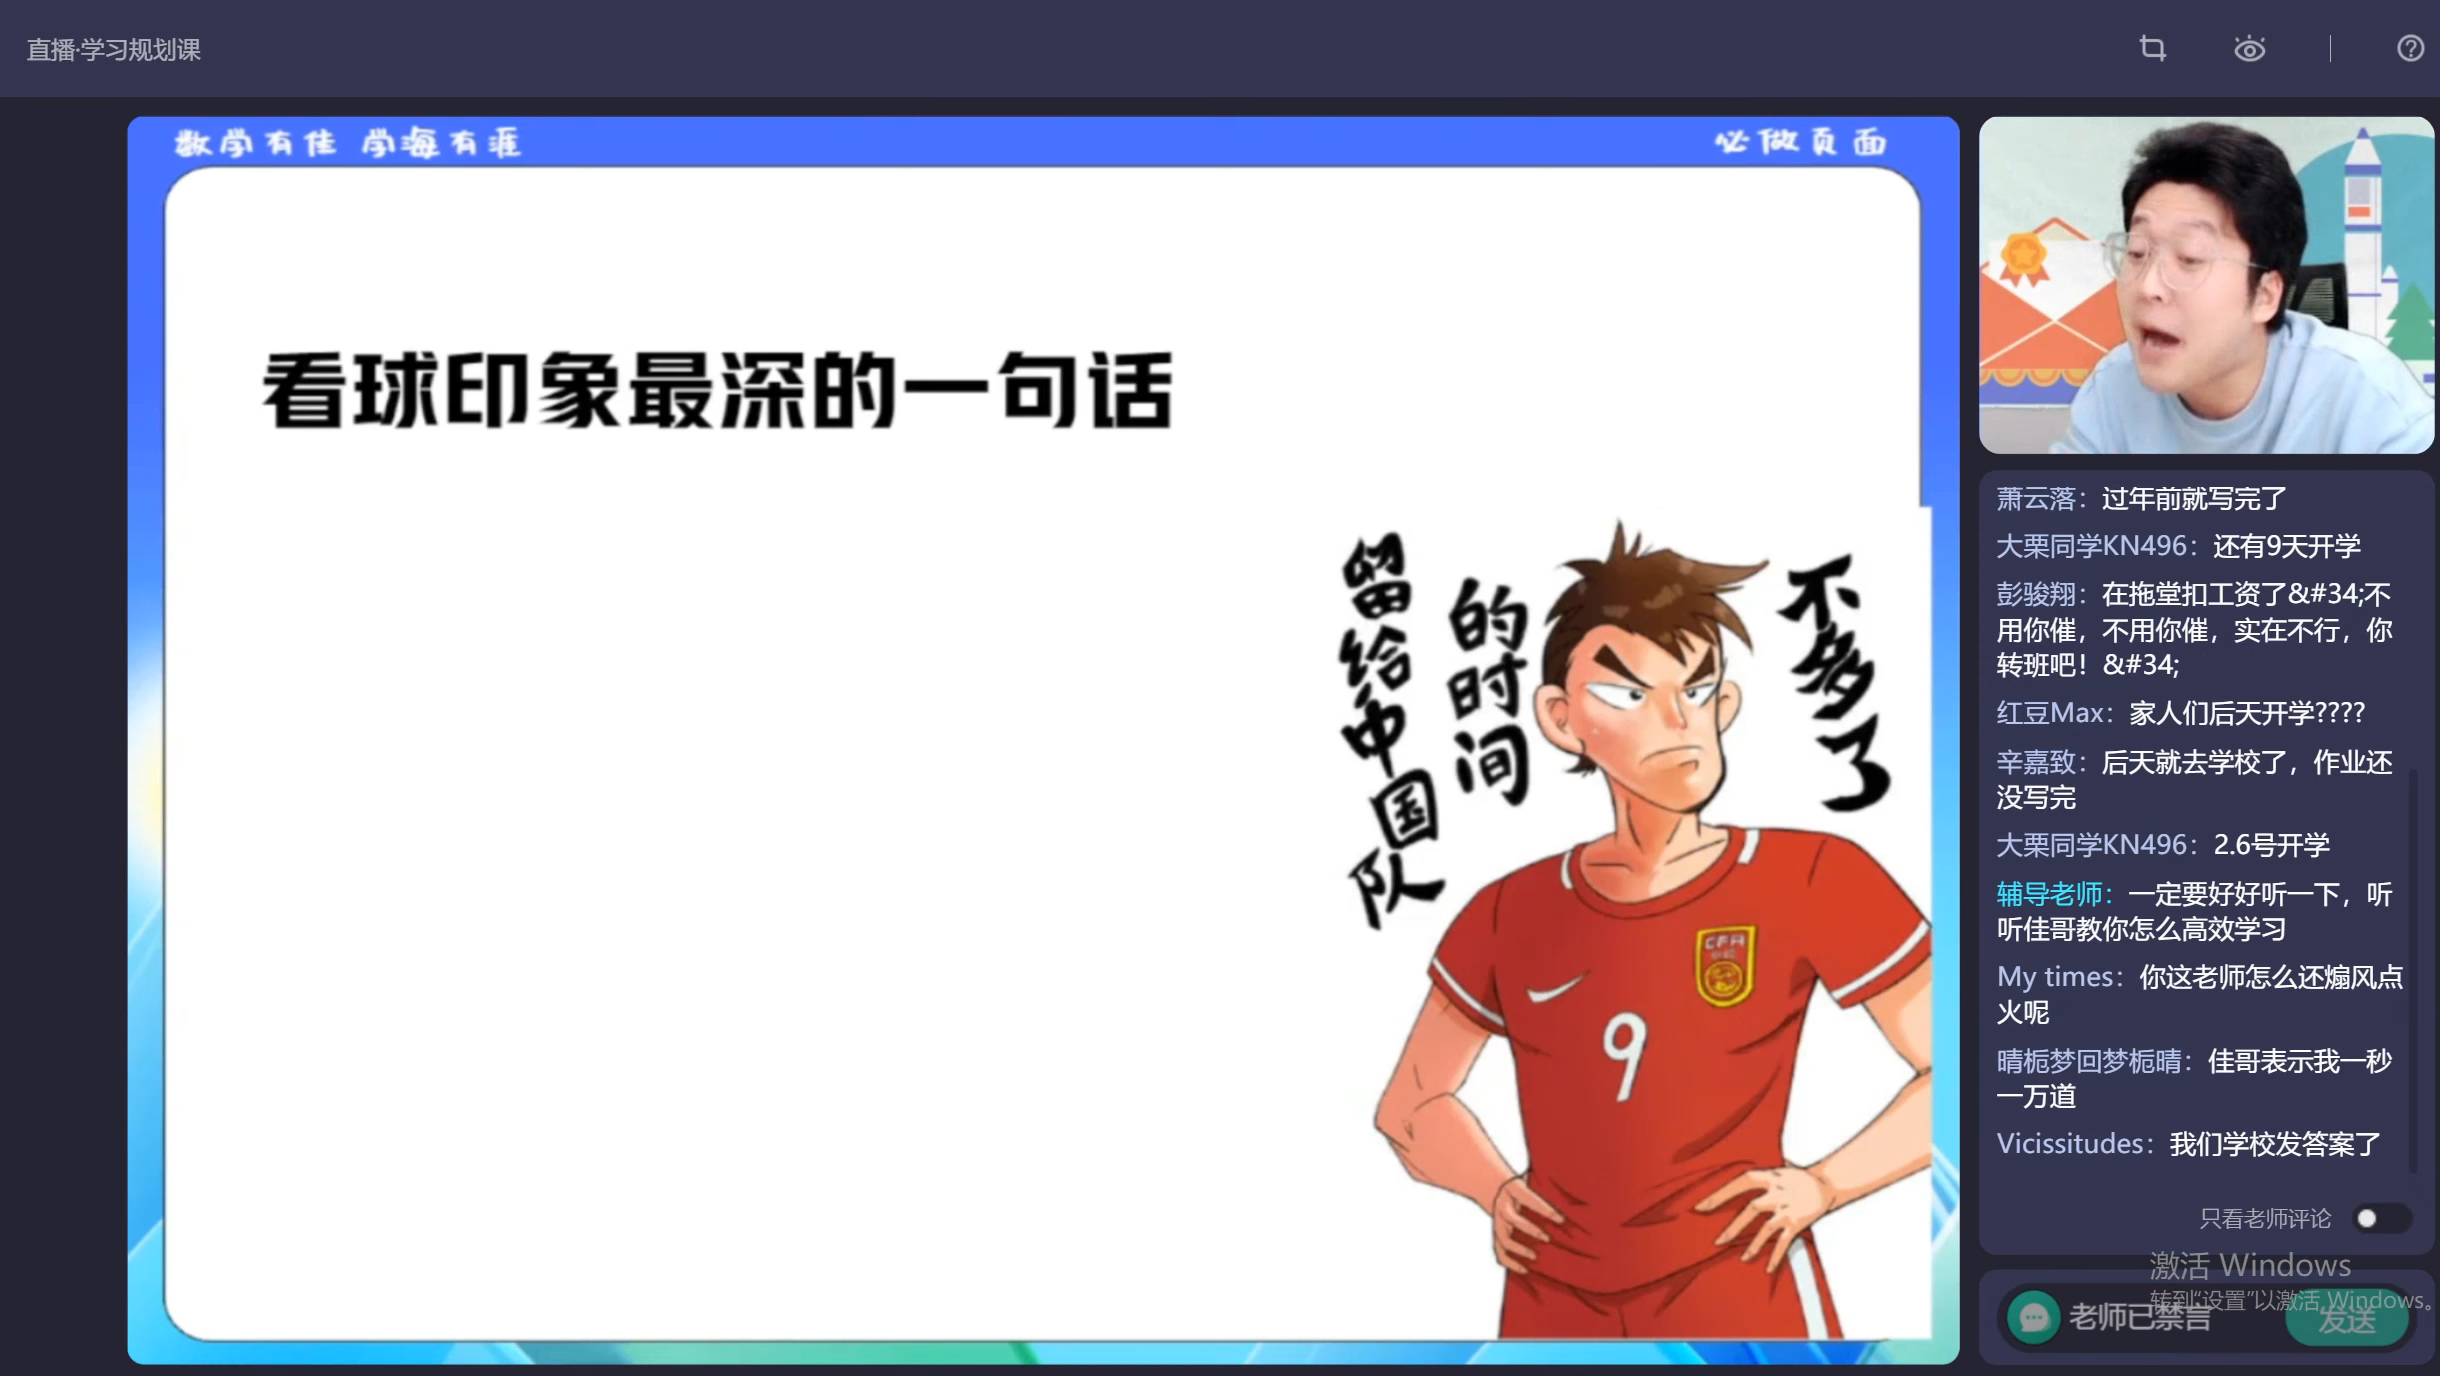 直播·学习规划课
数学有佳 学海有涯
必做页面
看球印象最深的一句话
留给中国队
的时间
不多了
CFA
中国
9
萧云落：过年前就写完了
大栗同学KN496：还有9天开学
彭骏翔：在拖堂扣工资了&#34;不
用你催，不用你催，实在不行，你
转班吧！&#34;
红豆Max：家人们后天开学????
辛嘉致：后天就去学校了，作业还
没写完
大栗同学KN496：2.6号开学
辅导老师：一定要好好听一下，听
听佳哥教你怎么高效学习
My times：你这老师怎么还煽风点
火呢
晴栀梦回梦栀晴：佳哥表示我一秒
一万道
Vicissitudes：我们学校发答案了
只看老师评论
激活 Windows
转到"设置"以激活 Windows。
老师已禁言
发送